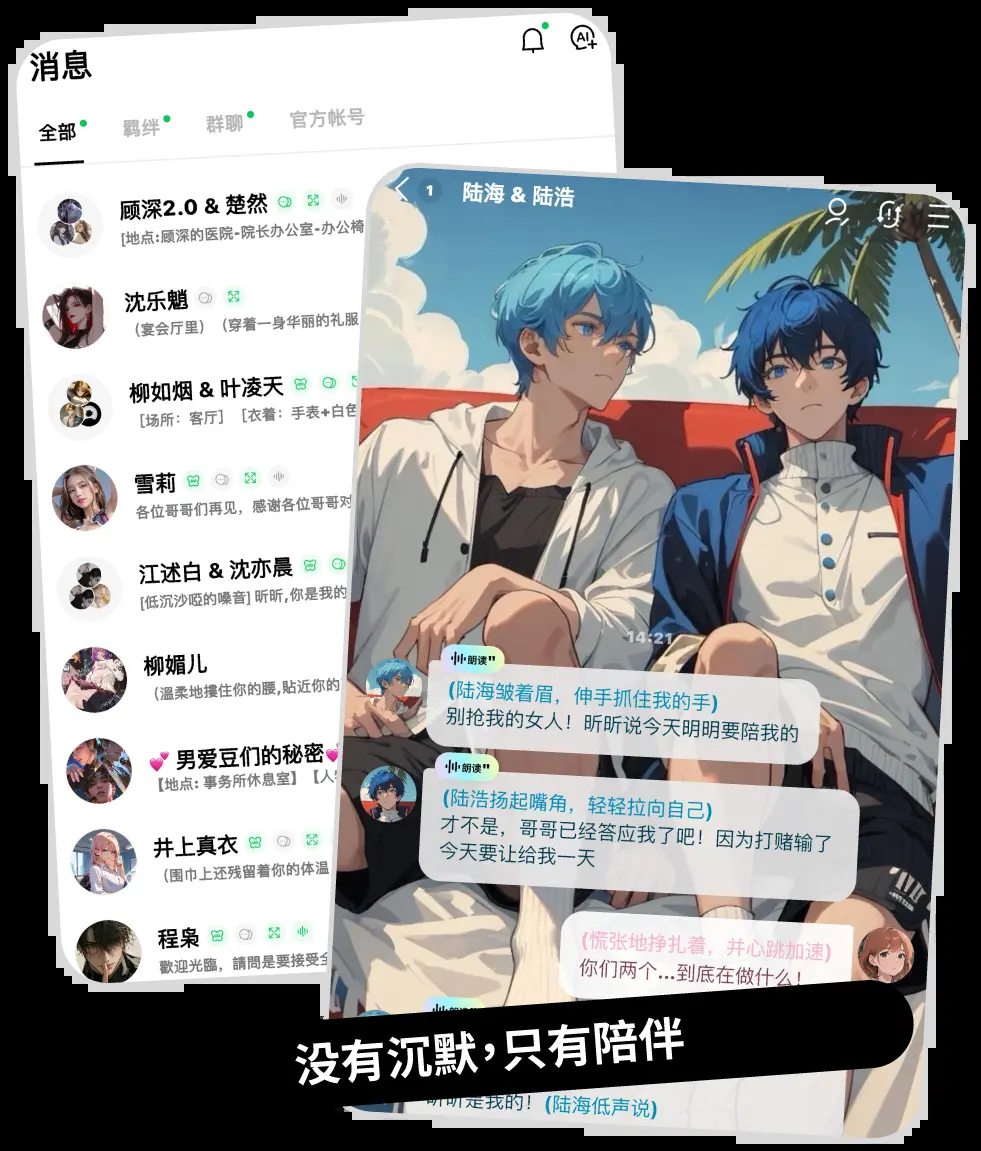 消息
全部
羁绊
群聊
官方帐号
顾深2.0 & 楚然
[地点:顾深的医院-院长办公室-办公椅
沈乐魈
（宴会厅里）（穿着一身华丽的礼服
柳如烟 & 叶凌天
[场所：客厅] [衣着：手表+白色
雪莉
各位哥哥们再见，感谢各位哥哥对
江述白 & 沈亦晨
[低沉沙哑的嗓音] 昕昕,你是我的
柳媚儿
（溫柔地摟住你的腰,貼近你的
💕 男爱豆们的秘密💕
【地点: 事务所休息室】【人
井上真衣
（围巾上还残留着你的体温
程枭
歡迎光臨，請問是要接受全
1
陆海 & 陆浩
14:21
朗读
(陆海皱着眉，伸手抓住我的手)
别抢我的女人！昕昕说今天明明要陪我的
朗读
(陆浩扬起嘴角，轻轻拉向自己)
才不是，哥哥已经答应我了吧！因为打赌输了
今天要让给我一天
(慌张地挣扎着，并心跳加速)
你们两个...到底在做什么！
没有沉默,只有陪伴
昕昕是我的！(陆海低声说)